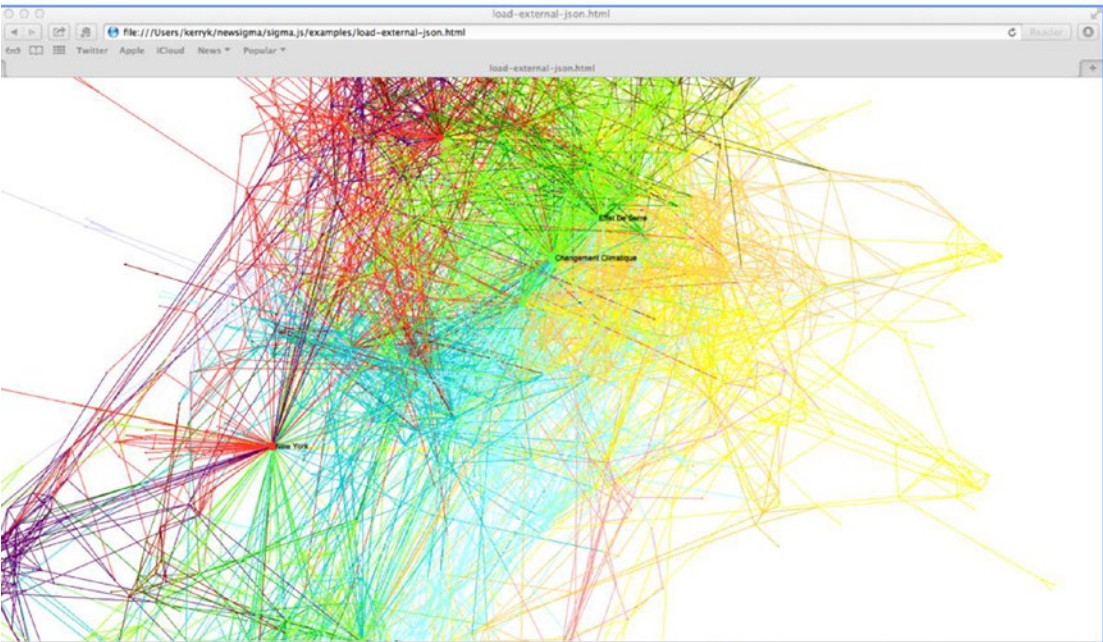 load-external-json.html
file:///Users/kerryk/newsigma/sigma.js/examples/load-external-json.html
Reader
Twitter Apple iCloud News Popular
load-external-json.html
Effet De Serre
Changement Climatique
New York